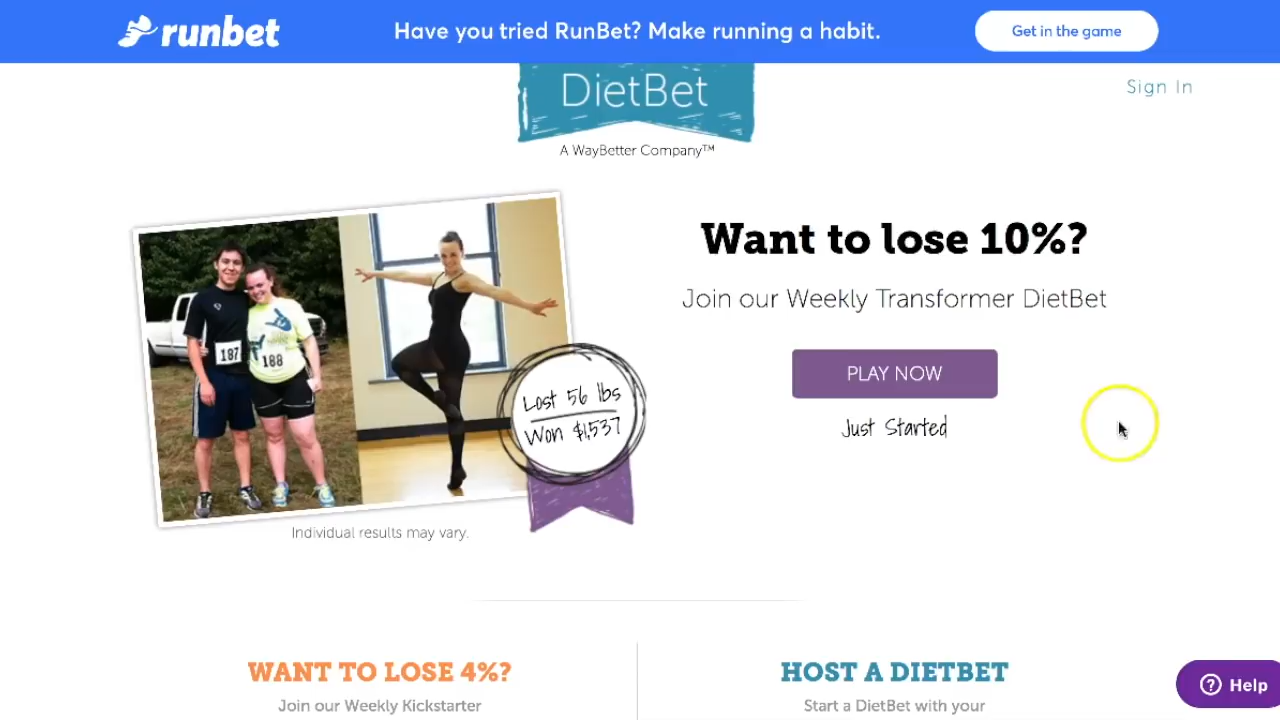 runbet
Have you tried RunBet? Make running a habit.
Get in the game
DietBet
Sign In
A WayBetter Company™
187
188
Lost 56 lbs
Won $1,537
Individual results may vary.
Want to lose 10%?
Join our Weekly Transformer DietBet
PLAY NOW
Just Started
WANT TO LOSE 4%?
Join our Weekly Kickstarter
HOST A DIETBET
Start a DietBet with your
Help